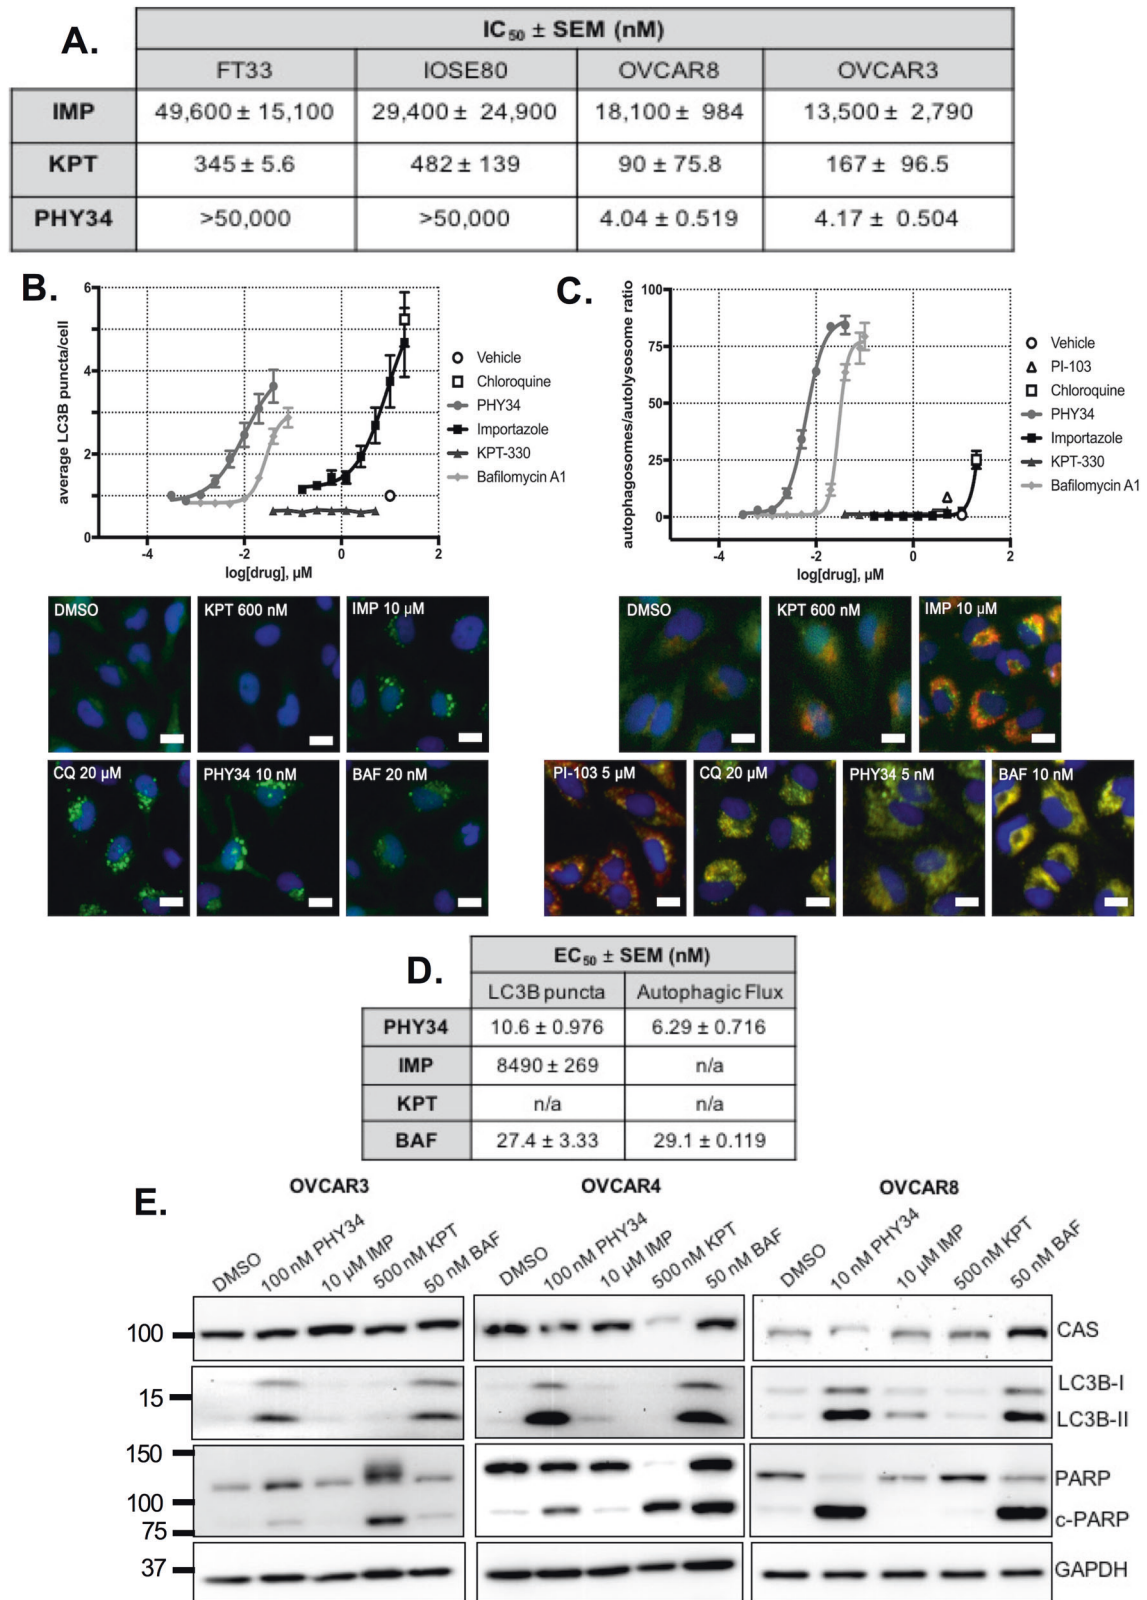 A.
IC50 ± SEM (nM)
FT33 IOSE80 OVCAR8 OVCAR3
IMP 49,600 ± 15,100 29,400 ± 24,900 18,100 ± 984 13,500 ± 2,790
KPT 345 ± 5.6 482 ± 139 90 ± 75.8 167 ± 96.5
PHY34 >50,000 >50,000 4.04 ± 0.519 4.17 ± 0.504
B.
average LC3B puncta/cell
6
4
2
0
-4 -2 0 2
log[drug], µM
Vehicle
Chloroquine
PHY34
Importazole
KPT-330
Bafilomycin A1
C.
autophagosomes/autolysosome ratio
100
75
50
25
0
-4 -2 0 2
log[drug], µM
Vehicle
PI-103
Chloroquine
PHY34
Importazole
KPT-330
Bafilomycin A1
DMSO KPT 600 nM IMP 10 µM
CQ 20 µM PHY34 10 nM BAF 20 nM
DMSO KPT 600 nM IMP 10 µM
PI-103 5 µM CQ 20 µM PHY34 5 nM BAF 10 nM
D.
EC50 ± SEM (nM)
LC3B puncta Autophagic Flux
PHY34 10.6 ± 0.976 6.29 ± 0.716
IMP 8490 ± 269 n/a
KPT n/a n/a
BAF 27.4 ± 3.33 29.1 ± 0.119
E.
OVCAR3 OVCAR4 OVCAR8
DMSO 100 nM PHY34 10 µM IMP 500 nM KPT 50 nM BAF
DMSO 100 nM PHY34 10 µM IMP 500 nM KPT 50 nM BAF
DMSO 10 nM PHY34 10 µM IMP 500 nM KPT 50 nM BAF
100 CAS
15 LC3B-I
LC3B-II
150
PARP
100
c-PARP
75
37 GAPDH